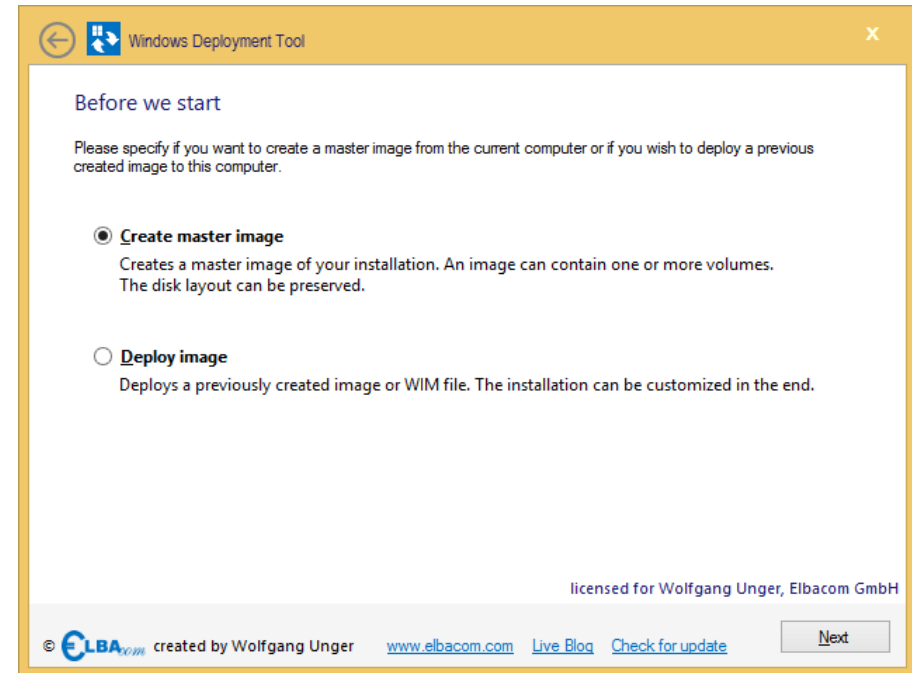 Windows Deployment Tool
x
Before we start
Please specify if you want to create a master image from the current computer or if you wish to deploy a previous
created image to this computer.
Create master image
Creates a master image of your installation. An image can contain one or more volumes.
The disk layout can be preserved.
Deploy image
Deploys a previously created image or WIM file. The installation can be customized in the end.
licensed for Wolfgang Unger, Elbacom GmbH
© ELBAcom created by Wolfgang Unger www.elbacom.com Live Blog Check for update Next